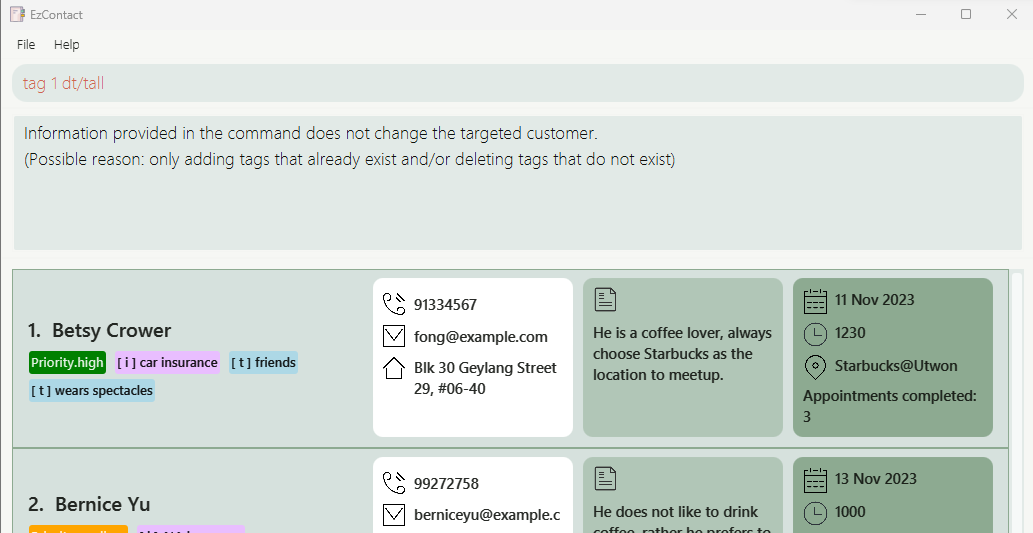 EzContact
File Help
tag 1 dt/tall
Information provided in the command does not change the targeted customer.
(Possible reason: only adding tags that already exist and/or deleting tags that do not exist)
1. Betsy Crower
Priority.high [ i ] car insurance [ t ] friends
[ t ] wears spectacles
91334567
fong@example.com
Blk 30 Geylang Street
29, #06-40
He is a coffee lover, always
choose Starbucks as the
location to meetup.
11 Nov 2023
1230
Starbucks@Utwon
Appointments completed:
3
2. Bernice Yu
99272758
berniceyu@example.c
He does not like to drink
coffee, rather he prefers to
13 Nov 2023
1000